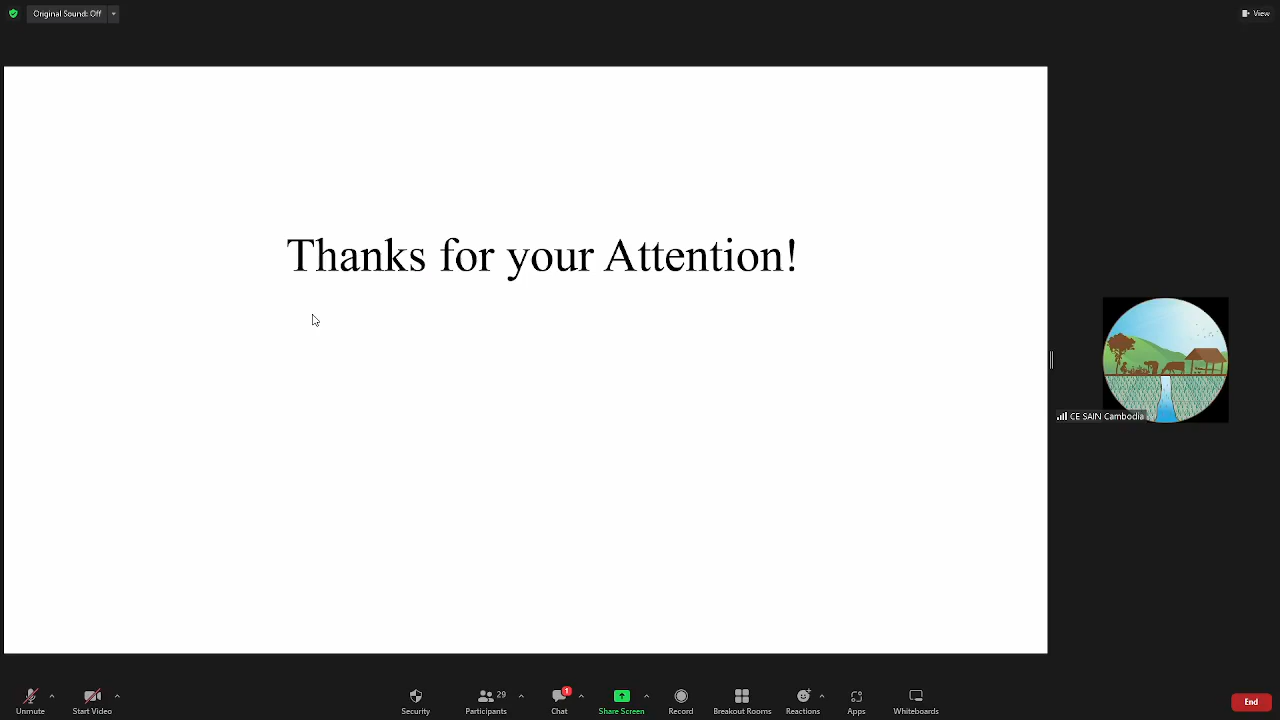 Original Sound: Off
View
Thanks for your Attention!
CE SAIN Cambodia
Unmute
Start Video
Security
Participants
29
Chat
1
Share Screen
Record
Breakout Rooms
Reactions
Apps
Whiteboards
End